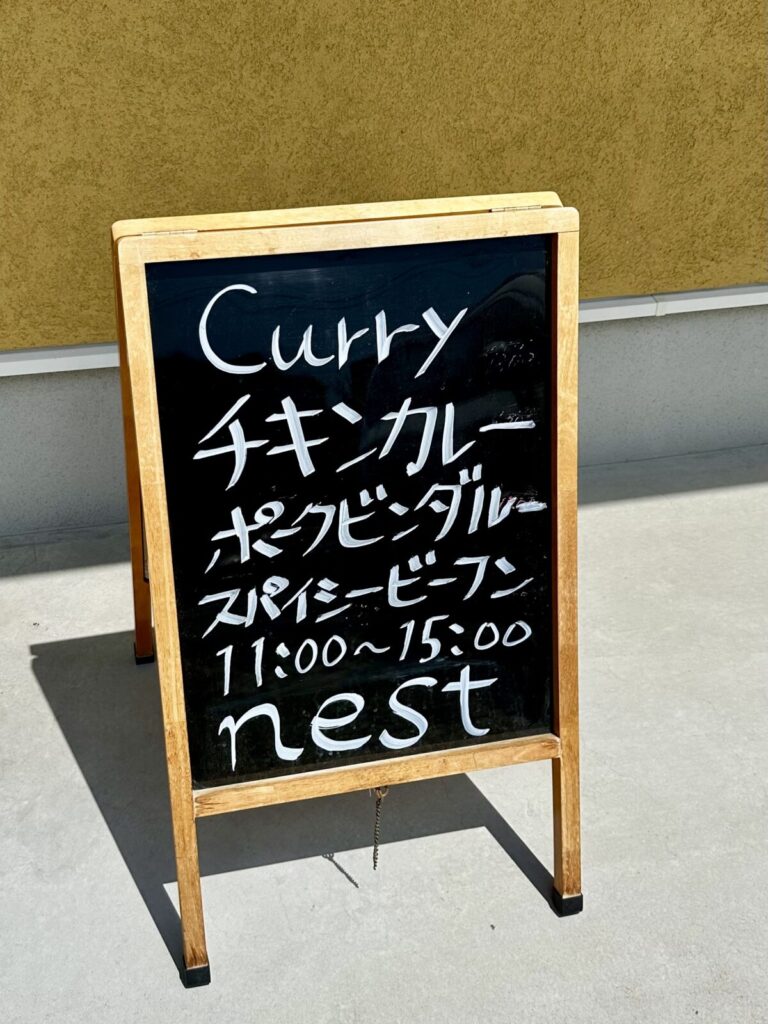 Curry
チキンカレー
ポークビンダルー
スパイシービーフン
11:00～15:00
nest